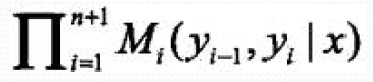 ∏_{i=1}^{n+1} M_i(y_{i-1}, y_i | x)